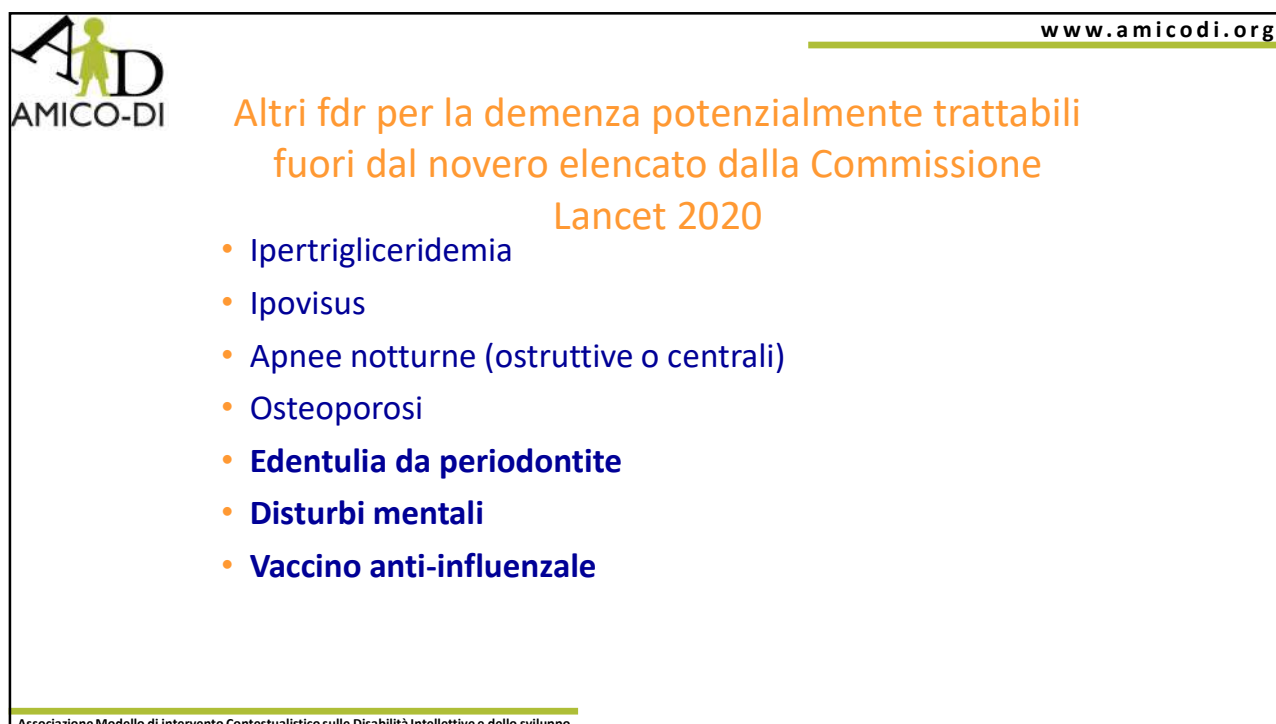 www.amicodi.org
AD
AMICO-DI
Altri fdr per la demenza potenzialmente trattabili
fuori dal novero elencato dalla Commissione
Lancet 2020
• Ipertrigliceridemia
• Ipovisus
• Apnee notturne (ostruttive o centrali)
• Osteoporosi
• Edentulia da periodontite
• Disturbi mentali
• Vaccino anti-influenzale
Associazione Modello di intervento Contestualistico sulle Disabilità Intellettive e dello sviluppo